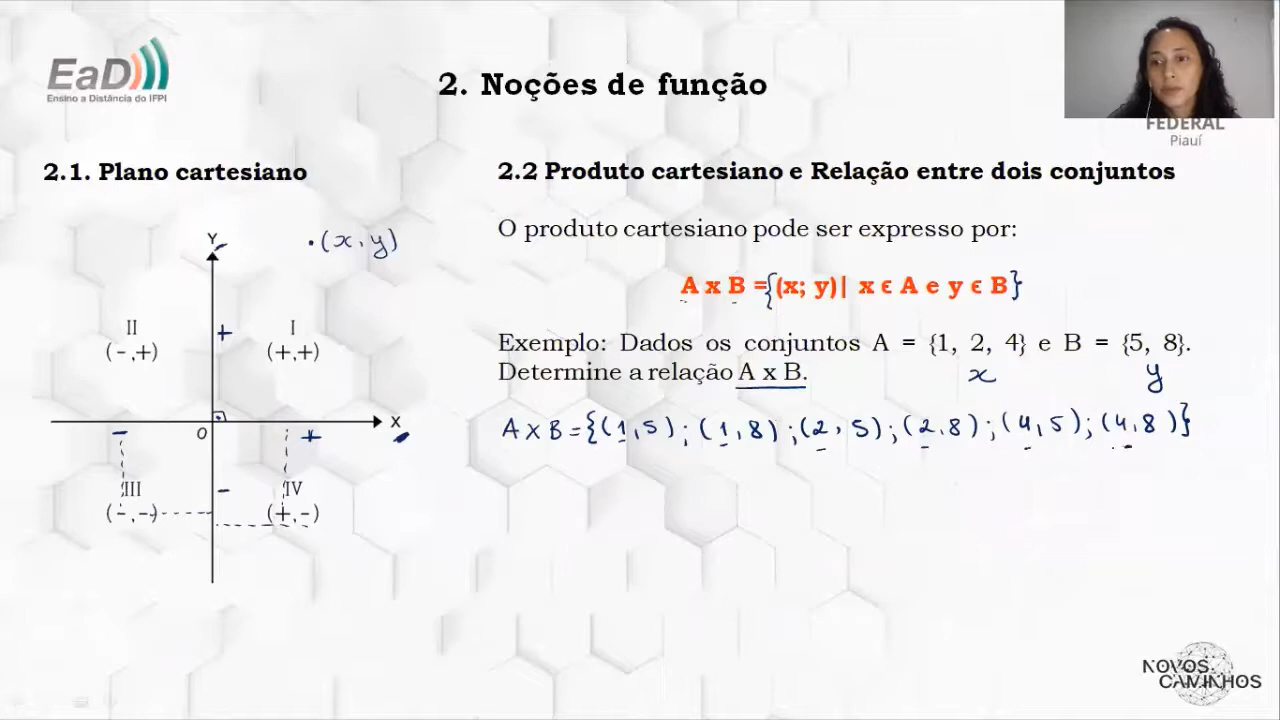 EaD
Ensino a Distância do IFPI
2. Noções de função
FEDERAL
Piauí
2.1. Plano cartesiano
Y
.(x, y)
II
(-,+)
+
I
(+,+)
X
O
-
+
III
(-,-)
-
IV
(+,-)
2.2 Produto cartesiano e Relação entre dois conjuntos
O produto cartesiano pode ser expresso por:
A x B ={(x; y)| x ϵ A e y ϵ B}
Exemplo: Dados os conjuntos A = {1, 2, 4} e B = {5, 8}.
Determine a relação A x B.
x
y
A x B = {(1,5); (1,8); (2,5); (2,8); (4,5); (4,8)}
NOVOS
CAMINHOS